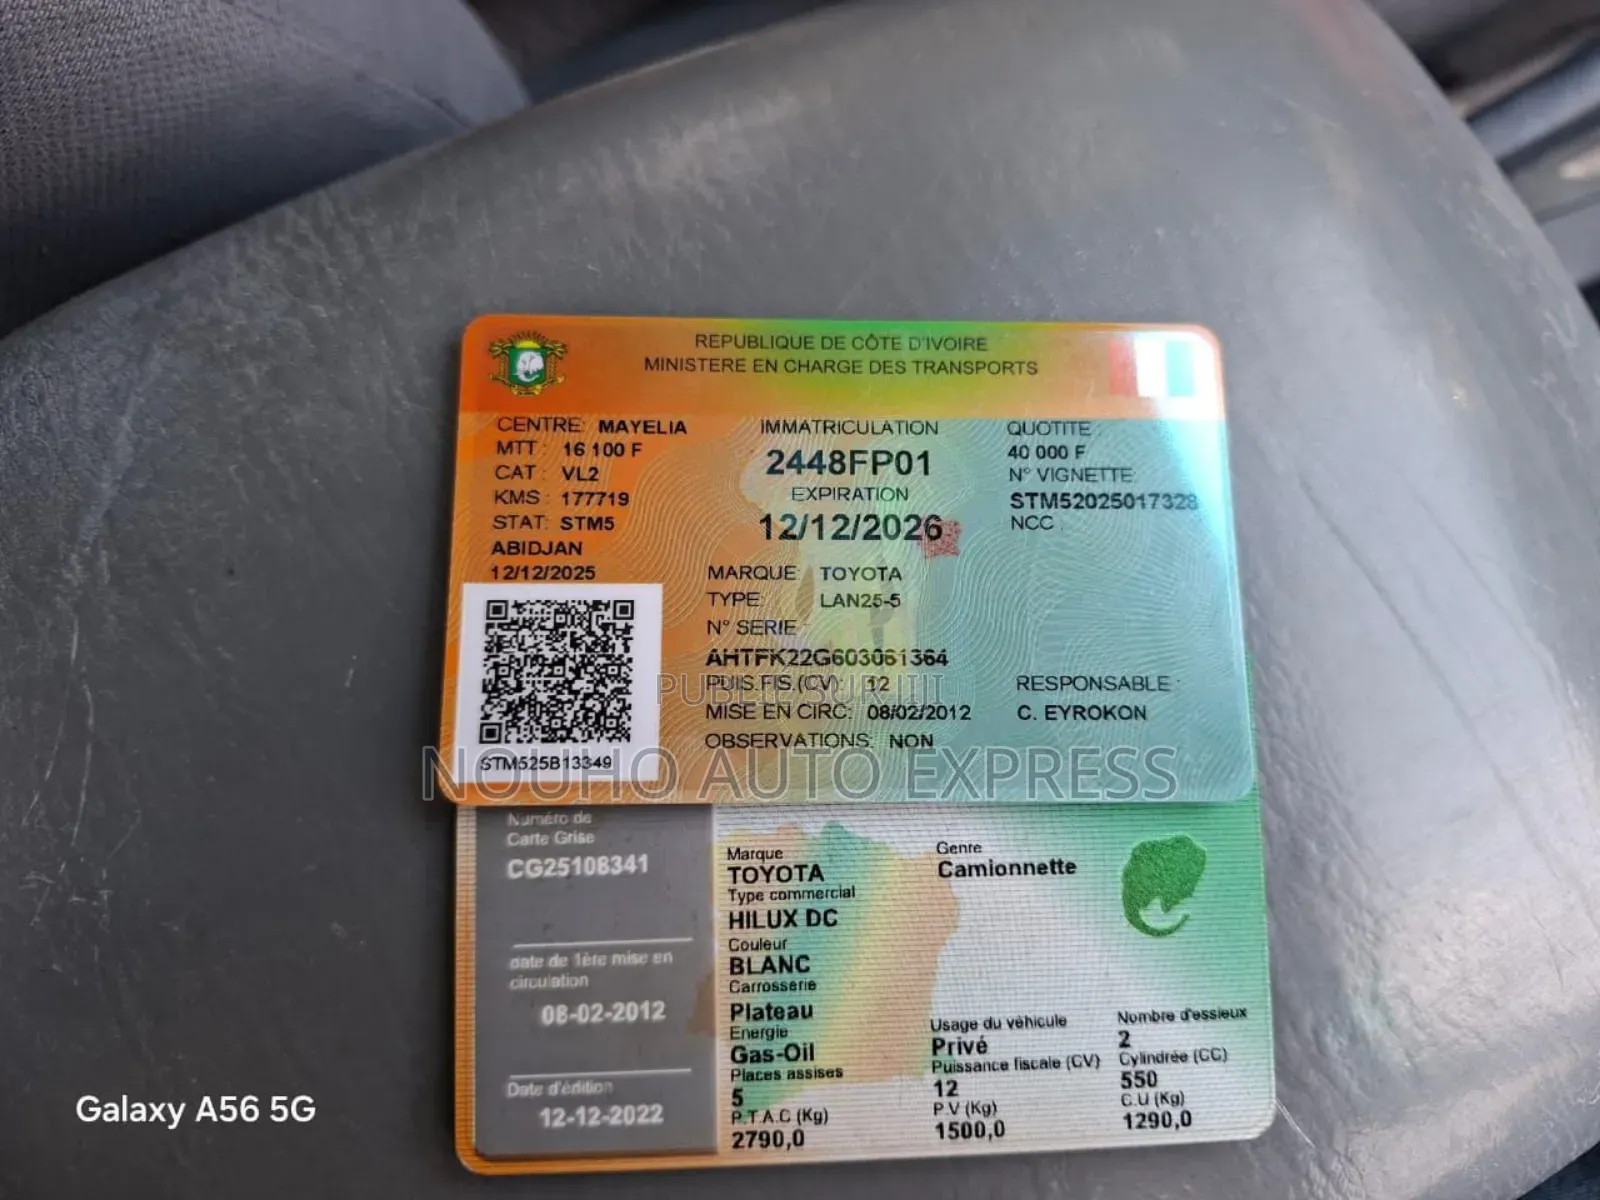 REPUBLIQUE DE CÔTE D'IVOIRE
MINISTERE EN CHARGE DES TRANSPORTS
CENTRE: MAYELIA
MTT : 16 100 F
CAT : VL2
KMS : 177719
STAT: STM5
ABIDJAN
12/12/2025
STM525B13349
IMMATRICULATION
2448FP01
EXPIRATION
12/12/2026
MARQUE: TOYOTA
TYPE: LAN25-5
N° SERIE :
AHTFK22G603061364
PUIS.FIS.(CV): 12
MISE EN CIRC: 08/02/2012
OBSERVATIONS: NON
QUOTITE :
40 000 F
N° VIGNETTE:
STM52025017328
NCC :
RESPONSABLE :
C. EYROKON
NOUHO AUTO EXPRESS
Numéro de
Carte Grise
CG25108341
date de 1ère mise en
circulation
08-02-2012
Date d'édition
12-12-2022
Marque
TOYOTA
Type commercial
HILUX DC
Couleur
BLANC
Carrosserie
Plateau
Energie
Gas-Oil
Places assises
5
P.T.A.C (Kg)
2790,0
Genre
Camionnette
Usage du véhicule
Privé
Puissance fiscale (CV)
12
P.V (Kg)
1500,0
Nombre d'essieux
2
Cylindrée (CC)
550
C.U (Kg)
1290,0
Galaxy A56 5G